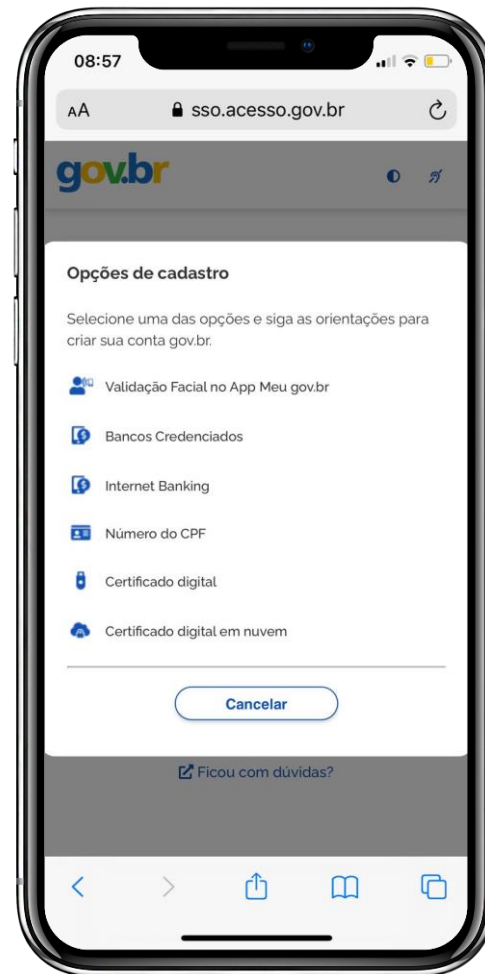 08:57
AA sso.acesso.gov.br
gov.br
Opções de cadastro
Selecione uma das opções e siga as orientações para
criar sua conta gov.br.
Validação Facial no App Meu gov.br
Bancos Credenciados
Internet Banking
Número do CPF
Certificado digital
Certificado digital em nuvem
Cancelar
Ficou com dúvidas?